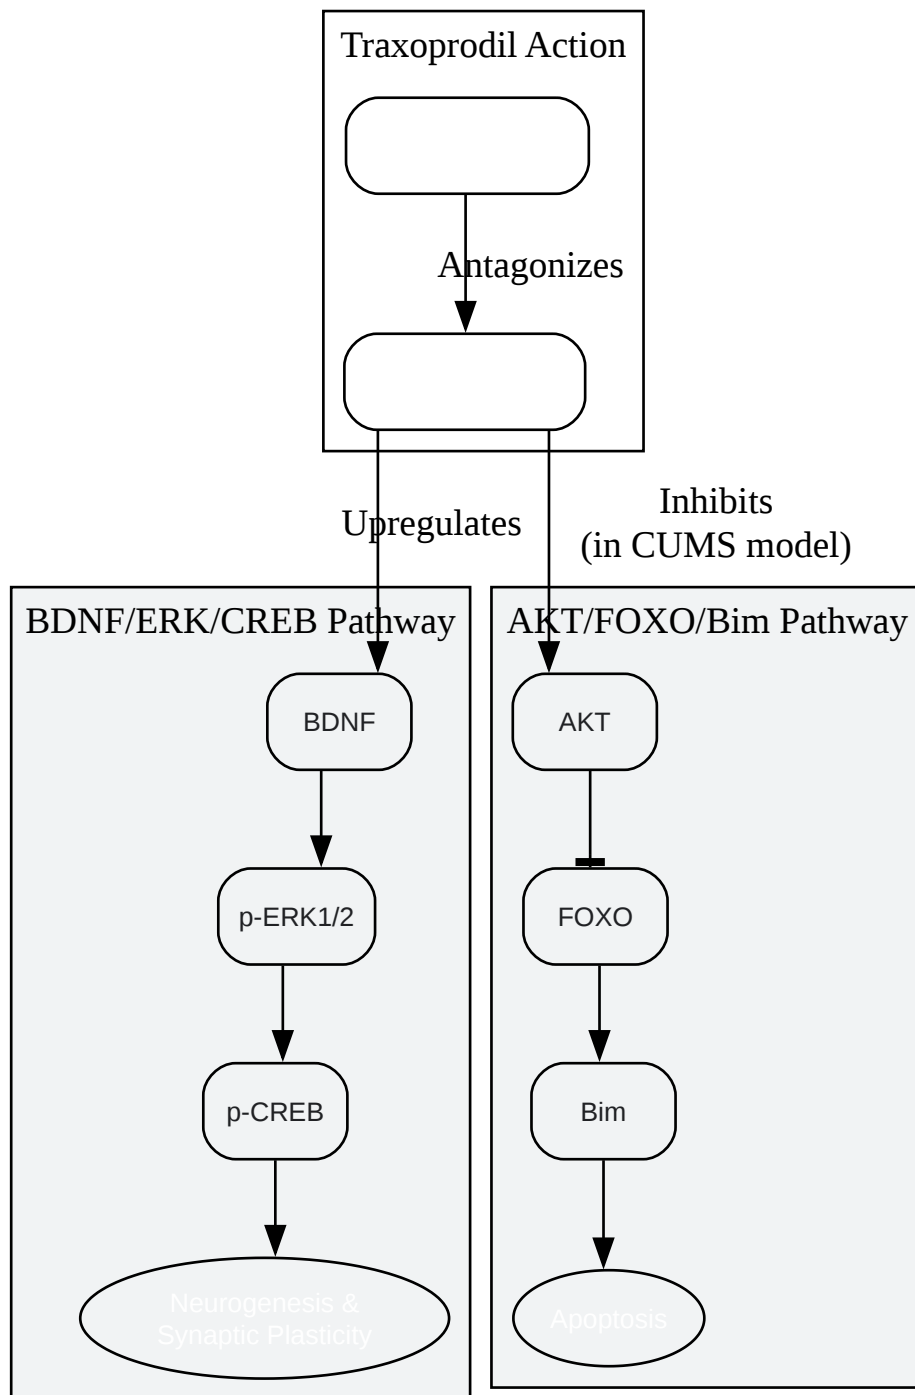 Traxoprodil Action
Antagonizes
Upregulates
Inhibits
(in CUMS model)
BDNF/ERK/CREB Pathway
AKT/FOXO/Bim Pathway
BDNF
AKT
p-ERK1/2
FOXO
p-CREB
Bim
Neurogenesis &
Synaptic Plasticity
Apoptosis